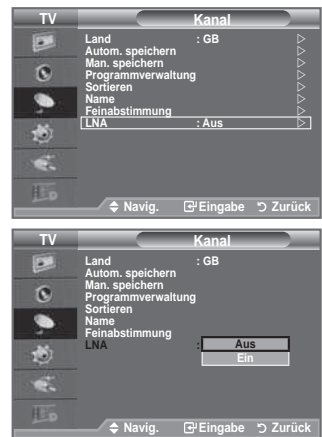 TV Kanal
Land : GB
Autom. speichern
Man. speichern
Programmverwaltung
Sortieren
Name
Feinabstimmung
LNA : Aus
Navig. Eingabe Zurück
TV Kanal
Land : GB
Autom. speichern
Man. speichern
Programmverwaltung
Sortieren
Name
Feinabstimmung
LNA : Aus
Ein
Navig. Eingabe Zurück